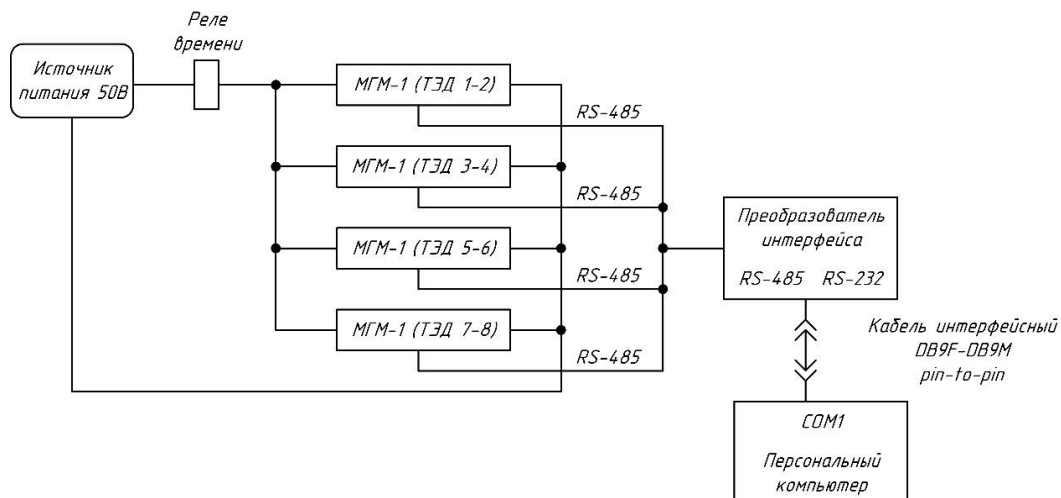 Реле
времени
Источник
питания 50В
МГМ-1 (ТЭД 1-2)
RS-485
МГМ-1 (ТЭД 3-4)
RS-485
МГМ-1 (ТЭД 5-6)
RS-485
МГМ-1 (ТЭД 7-8)
RS-485
Преобразователь
интерфейса
RS-485 RS-232
Кабель интерфейсный
DB9F-DB9M
pin-to-pin
COM1
Персональный
компьютер